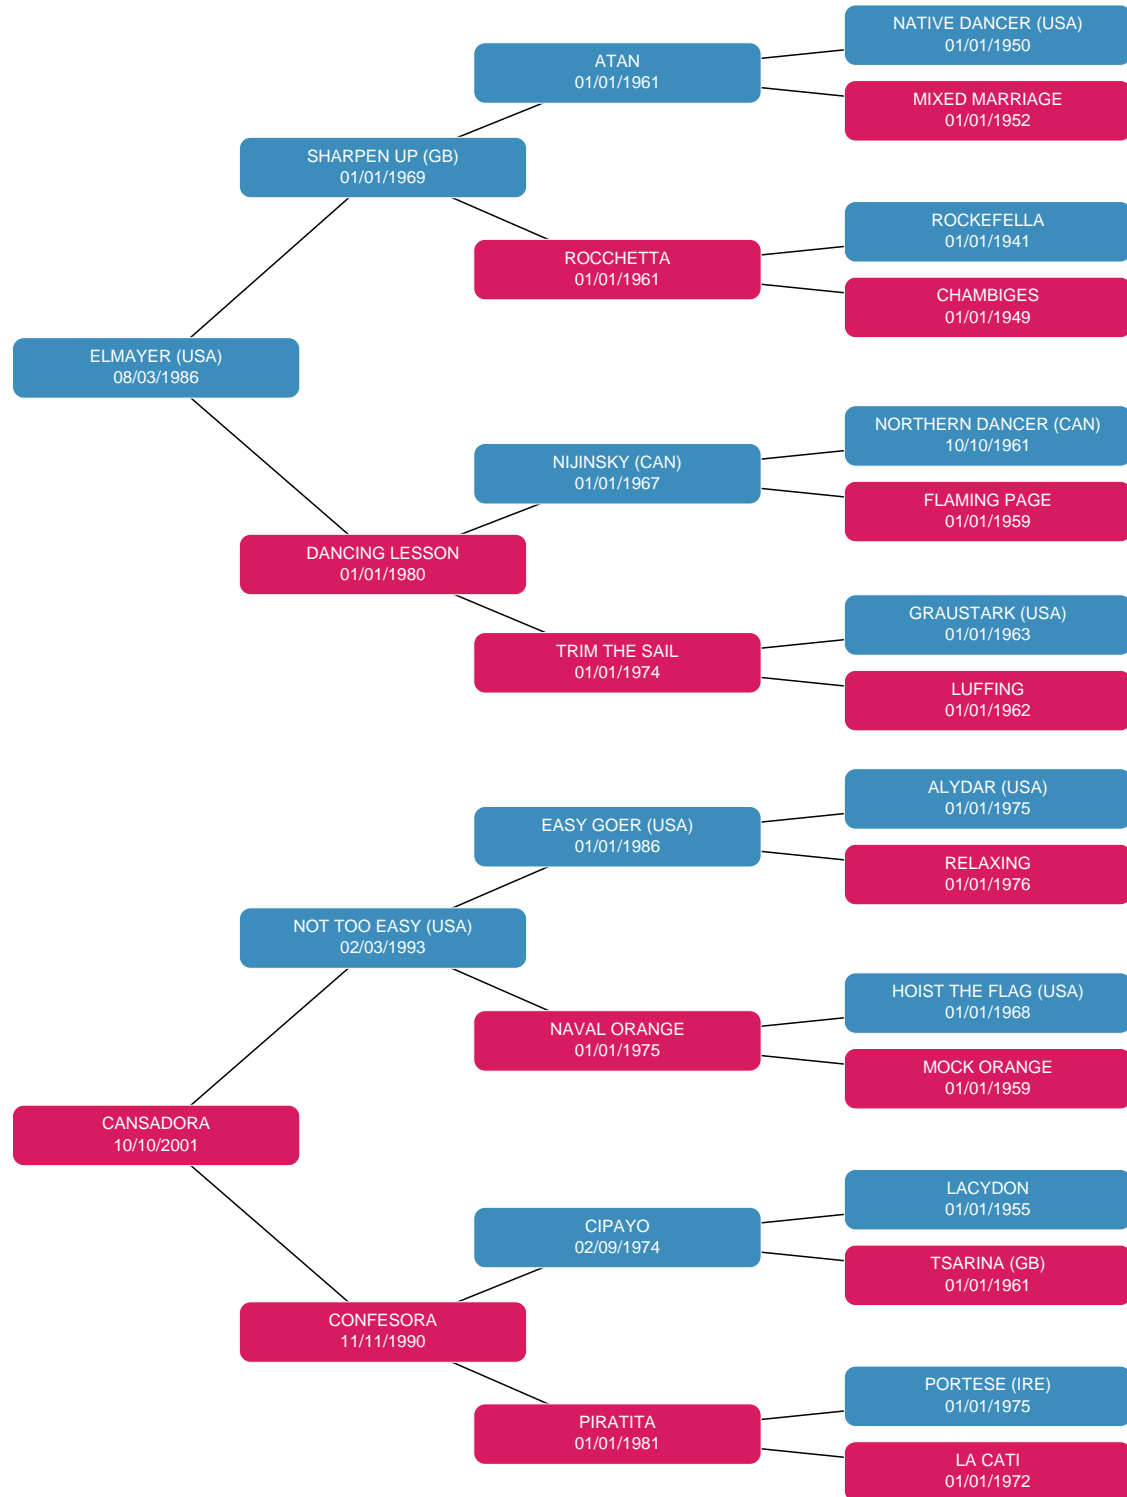 NATIVE DANCER (USA)
01/01/1950
ATAN
01/01/1961
MIXED MARRIAGE
01/01/1952
SHARPEN UP (GB)
01/01/1969
ROCKEFELLA
01/01/1941
ROCCHETTA
01/01/1961
CHAMBIGES
01/01/1949
ELMAYER (USA)
08/03/1986
NORTHERN DANCER (CAN)
10/10/1961
NIJINSKY (CAN)
01/01/1967
FLAMING PAGE
01/01/1959
DANCING LESSON
01/01/1980
GRAUSTARK (USA)
01/01/1963
TRIM THE SAIL
01/01/1974
LUFFING
01/01/1962
ALYDAR (USA)
01/01/1975
EASY GOER (USA)
01/01/1986
RELAXING
01/01/1976
NOT TOO EASY (USA)
02/03/1993
HOIST THE FLAG (USA)
01/01/1968
NAVAL ORANGE
01/01/1975
MOCK ORANGE
01/01/1959
CANSADORA
10/10/2001
LACYDON
01/01/1955
CIPAYO
02/09/1974
TSARINA (GB)
01/01/1961
CONFESORA
11/11/1990
PORTESE (IRE)
01/01/1975
PIRATITA
01/01/1981
LA CATI
01/01/1972